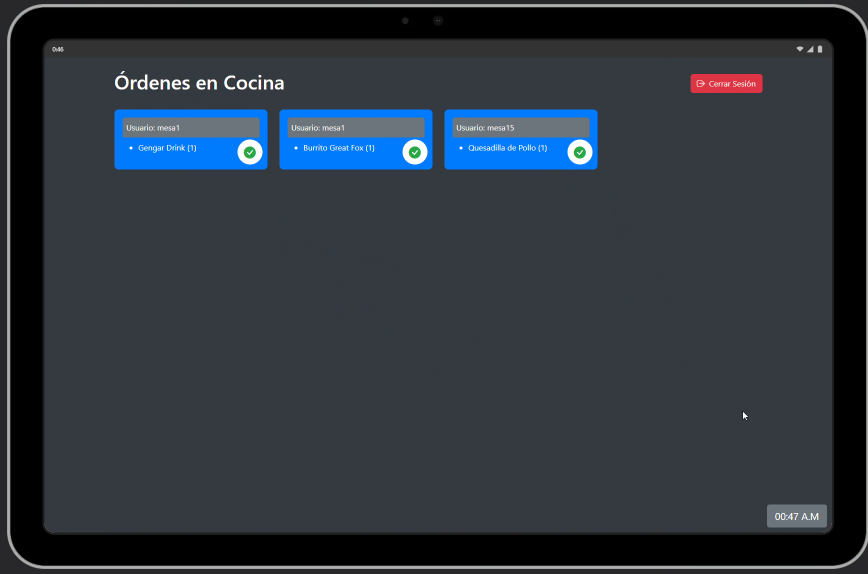 0:46
Órdenes en Cocina
Cerrar Sesión
Usuario: mesa1
• Gengar Drink (1)
Usuario: mesa1
• Burrito Great Fox (1)
Usuario: mesa15
• Quesadilla de Pollo (1)
00:47 A.M